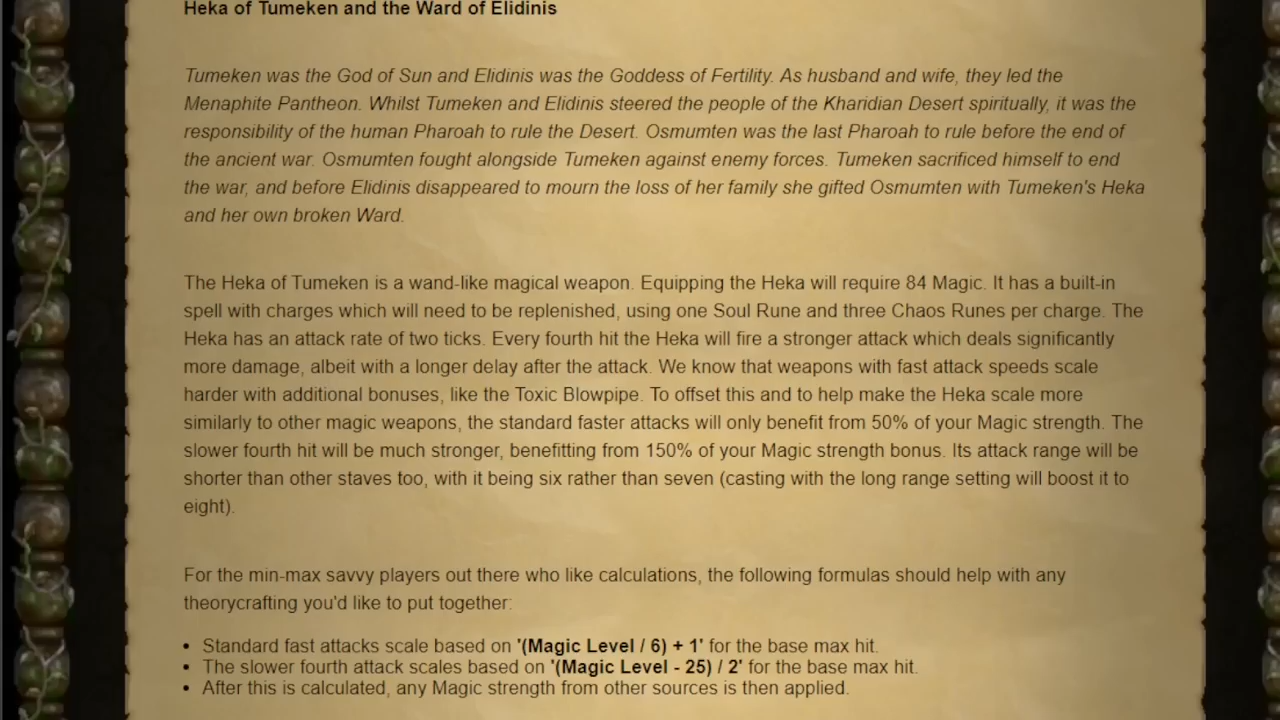 Heka of Tumeken and the Ward of Elidinis
Tumeken was the God of Sun and Elidinis was the Goddess of Fertility. As husband and wife, they led the
Menaphite Pantheon. Whilst Tumeken and Elidinis steered the people of the Kharidian Desert spiritually, it was the
responsibility of the human Pharoah to rule the Desert. Osmumten was the last Pharoah to rule before the end of
the ancient war. Osmumten fought alongside Tumeken against enemy forces. Tumeken sacrificed himself to end
the war, and before Elidinis disappeared to mourn the loss of her family she gifted Osmumten with Tumeken's Heka
and her own broken Ward.
The Heka of Tumeken is a wand-like magical weapon. Equipping the Heka will require 84 Magic. It has a built-in
spell with charges which will need to be replenished, using one Soul Rune and three Chaos Runes per charge. The
Heka has an attack rate of two ticks. Every fourth hit the Heka will fire a stronger attack which deals significantly
more damage, albeit with a longer delay after the attack. We know that weapons with fast attack speeds scale
harder with additional bonuses, like the Toxic Blowpipe. To offset this and to help make the Heka scale more
similarly to other magic weapons, the standard faster attacks will only benefit from 50% of your Magic strength. The
slower fourth hit will be much stronger, benefitting from 150% of your Magic strength bonus. Its attack range will be
shorter than other staves too, with it being six rather than seven (casting with the long range setting will boost it to
eight).
For the min-max savvy players out there who like calculations, the following formulas should help with any
theorycrafting you'd like to put together:
• Standard fast attacks scale based on '(Magic Level / 6) + 1' for the base max hit.
• The slower fourth attack scales based on '(Magic Level - 25) / 2' for the base max hit.
• After this is calculated, any Magic strength from other sources is then applied.